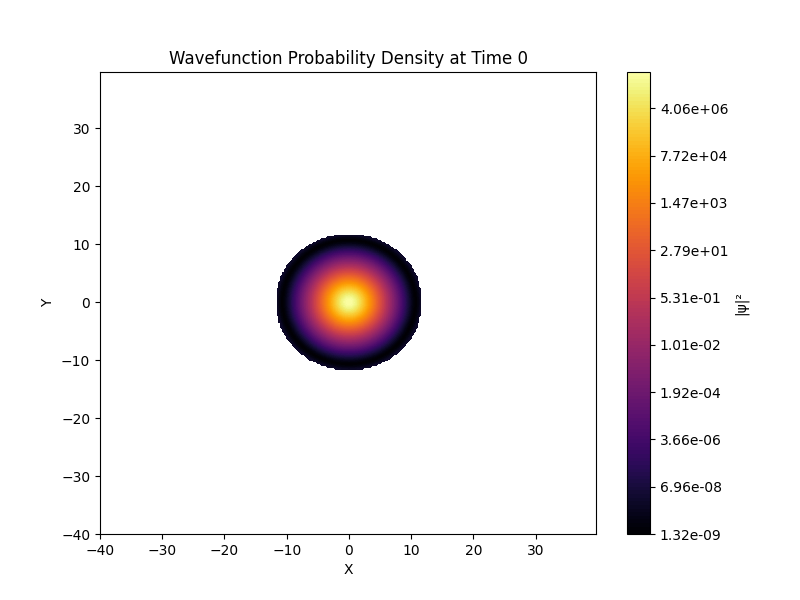 Wavefunction Probability Density at Time 0
30
20
10
0
−10
−20
−30
−40
Y
−40
−30
−20
−10
0
10
20
30
X
4.06e+06
7.72e+04
1.47e+03
2.79e+01
5.31e-01
1.01e-02
1.92e-04
3.66e-06
6.96e-08
1.32e-09
|ψ|²